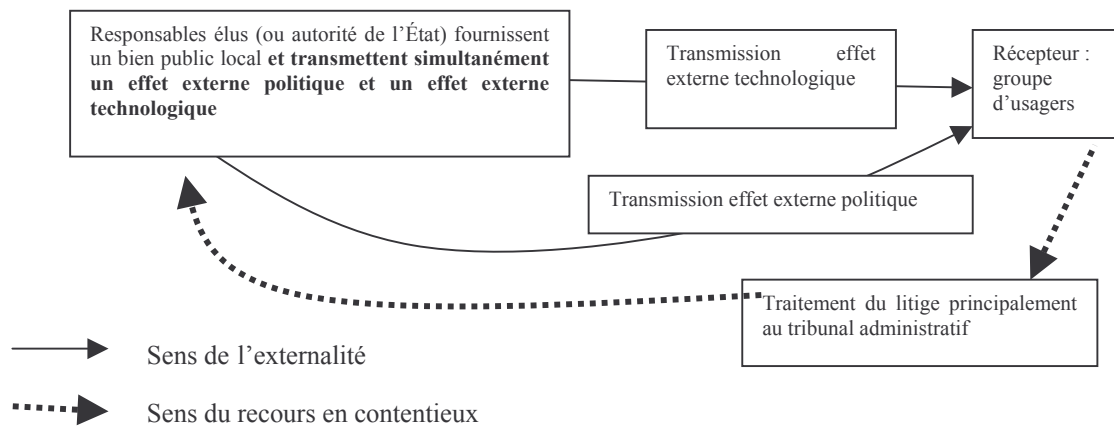 Responsables élus (ou autorité de l’État) fournissent
un bien public local et transmettent simultanément
un effet externe politique et un effet externe
technologique
Transmission effet
externe technologique
Récepteur :
groupe
d’usagers
Transmission effet externe politique
Traitement du litige principalement
au tribunal administratif
Sens de l’externalité
Sens du recours en contentieux